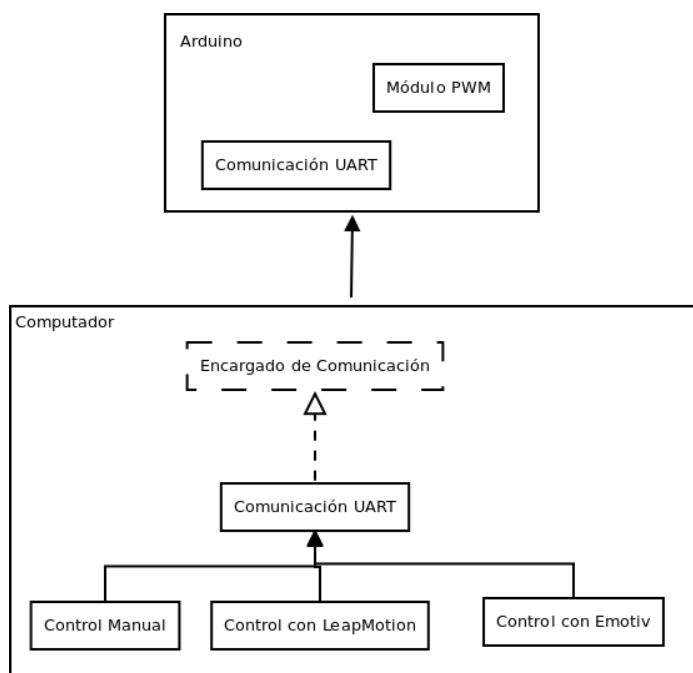 Arduino
Módulo PWM
Comunicación UART
Computador
Encargado de Comunicación
Comunicación UART
Control Manual
Control con LeapMotion
Control con Emotiv